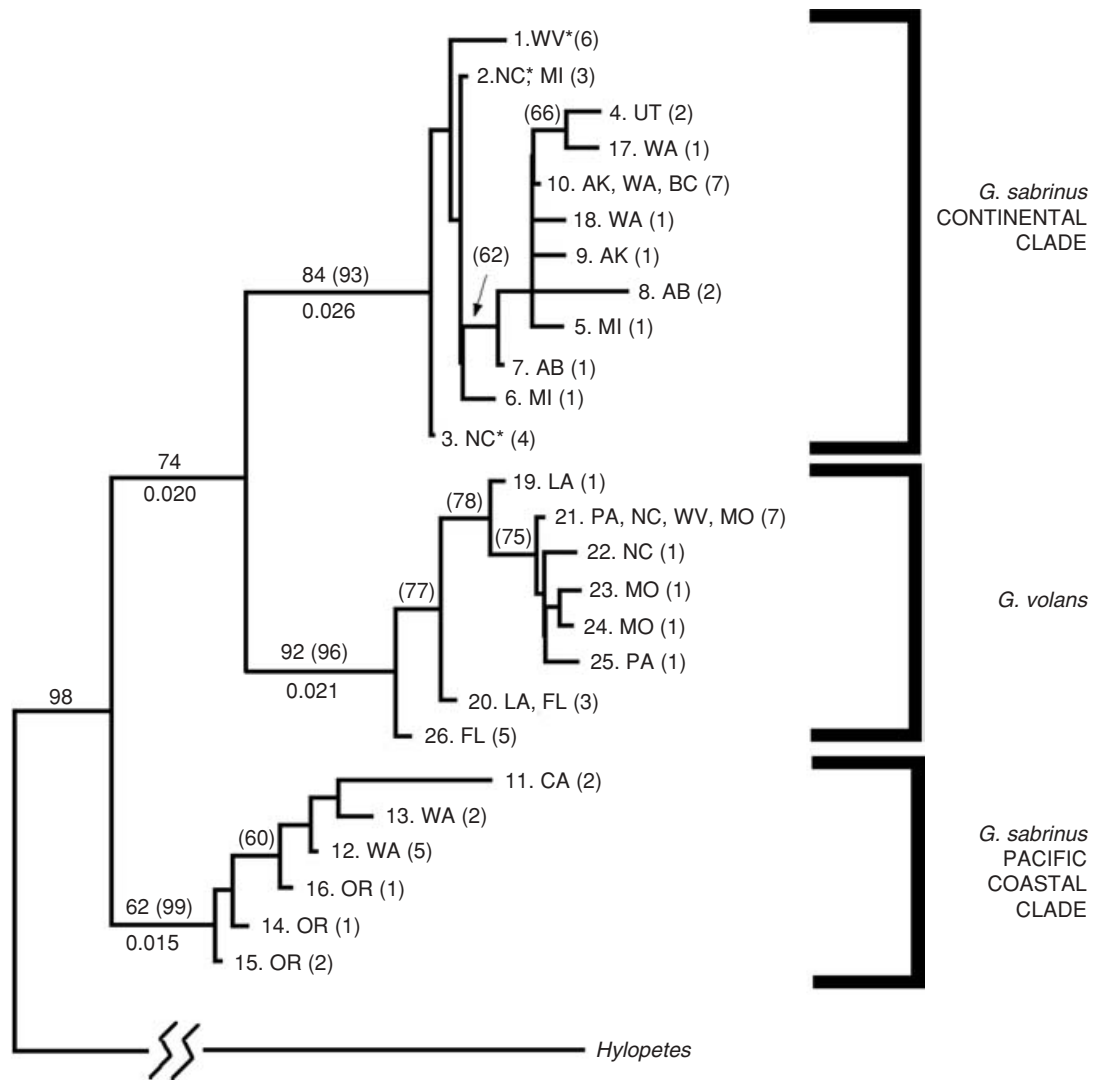 1.WV*(6)
2.NC*, MI (3)
(66)
4. UT (2)
17. WA (1)
10. AK, WA, BC (7)
18. WA (1)
(62)
9. AK (1)
84 (93)
0.026
8. AB (2)
5. MI (1)
7. AB (1)
6. MI (1)
3. NC* (4)
G. sabrinus
CONTINENTAL
CLADE
74
0.020
19. LA (1)
(78)
21. PA, NC, WV, MO (7)
(75)
22. NC (1)
(77)
23. MO (1)
24. MO (1)
92 (96)
0.021
25. PA (1)
20. LA, FL (3)
26. FL (5)
G. volans
98
11. CA (2)
13. WA (2)
(60)
12. WA (5)
16. OR (1)
62 (99)
0.015
14. OR (1)
15. OR (2)
G. sabrinus
PACIFIC
COASTAL
CLADE
Hylopetes